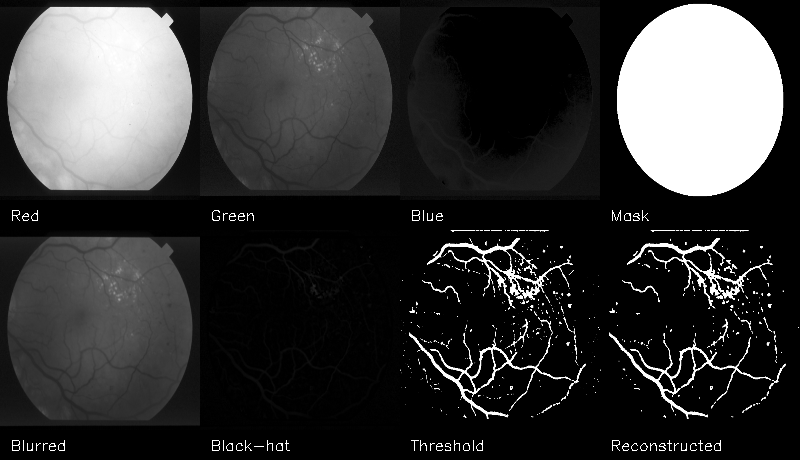 Red
Green
Blue
Mask
Blurred
Black-hat
Threshold
Reconstructed